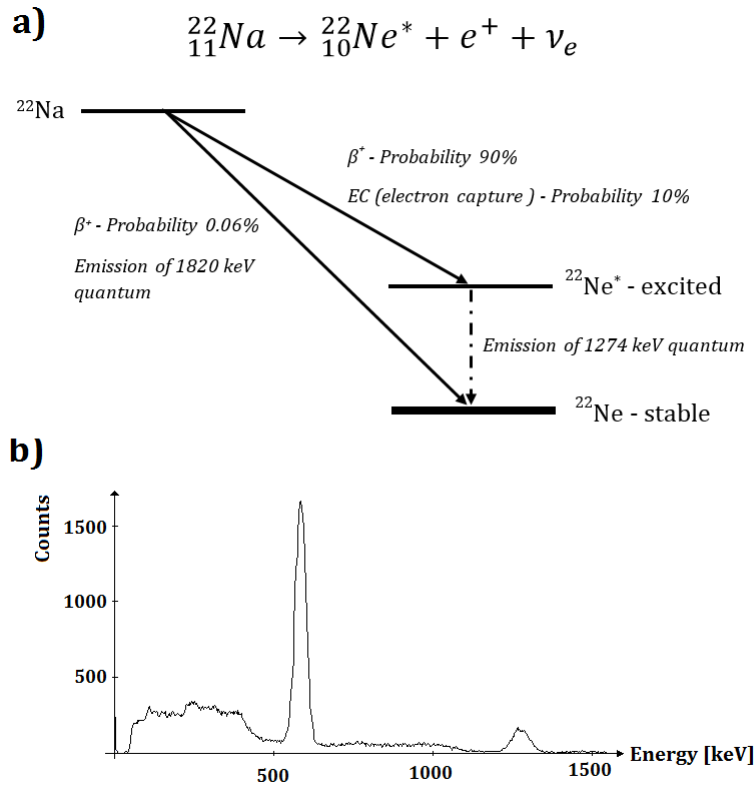 a)
²²₁₁Na → ²²₁₀Ne* + e⁺ + νₑ
²²Na
β⁺ - Probability 90%
EC (electron capture ) - Probability 10%
β⁺ - Probability 0.06%
Emission of 1820 keV
quantum
²²Ne* - excited
Emission of 1274 keV quantum
²²Ne - stable
b)
Counts
1500
1000
500
500
1000
1500
Energy [keV]